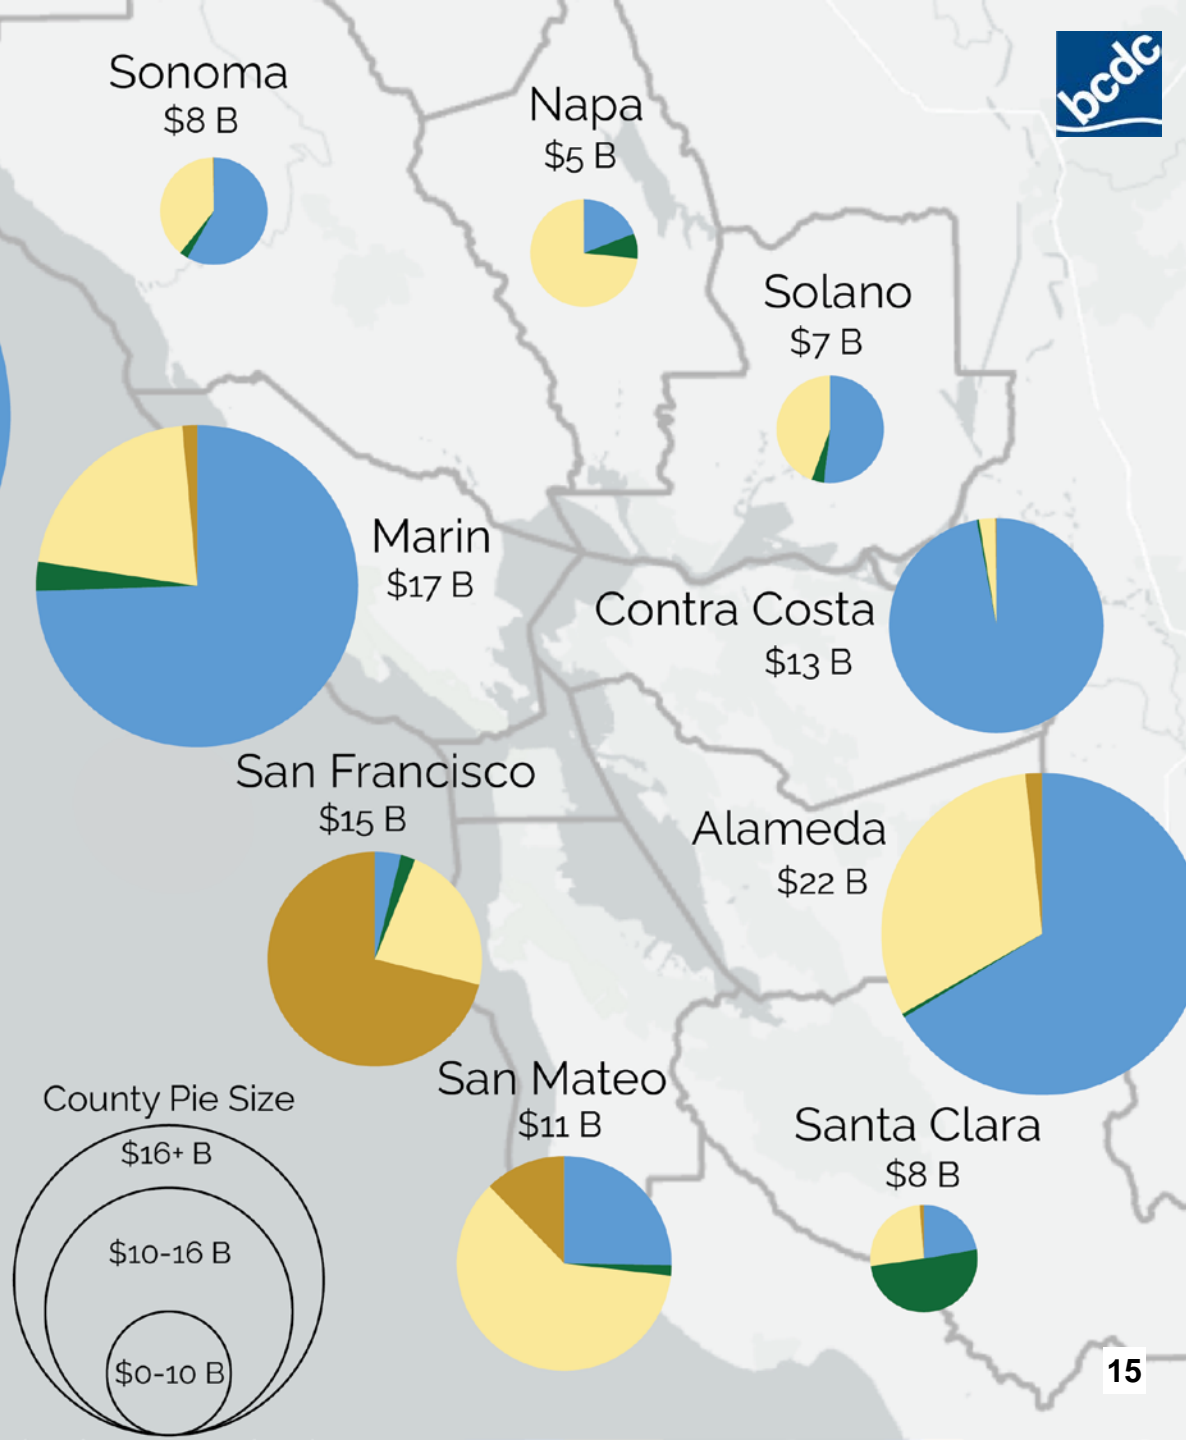 bcdc
Sonoma
$8 B
Napa
$5 B
Solano
$7 B
Marin
$17 B
Contra Costa
$13 B
San Francisco
$15 B
Alameda
$22 B
San Mateo
$11 B
Santa Clara
$8 B
County Pie Size
$16+ B
$10-16 B
$0-10 B
15